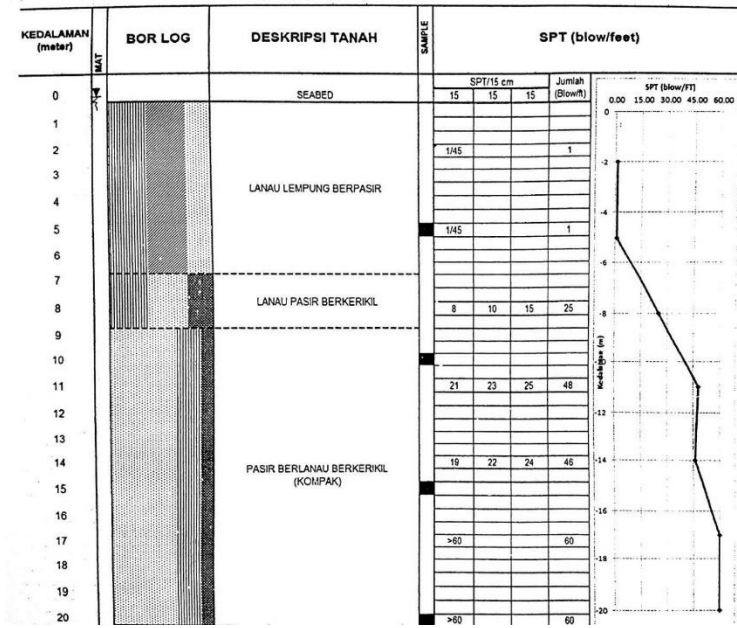 KEDALAMAN (meter) MAT BOR LOG DESKRIPSI TANAH SAMPLE SPT (blow/feet)
SPT/15 cm Jumlah (Blow/ft)
15 15 15
SPT (blow/FT)
0.00 15.00 30.00 45.00 60.00
0 SEABED
1
2 1/45 1
3
4 LANAU LEMPUNG BERPASIR
5 1/45 1
6
7
8 LANAU PASIR BERKERIKIL 8 10 15 25
9
10
11 21 23 25 48
12
13
14 PASIR BERLANAU BERKERIKIL (KOMPAK) 19 22 24 46
15
16
17 >60 60
18
19
20 >60 60
Kedalaman (m)
0
-2
-4
-6
-8
-10
-12
-14
-16
-18
-20